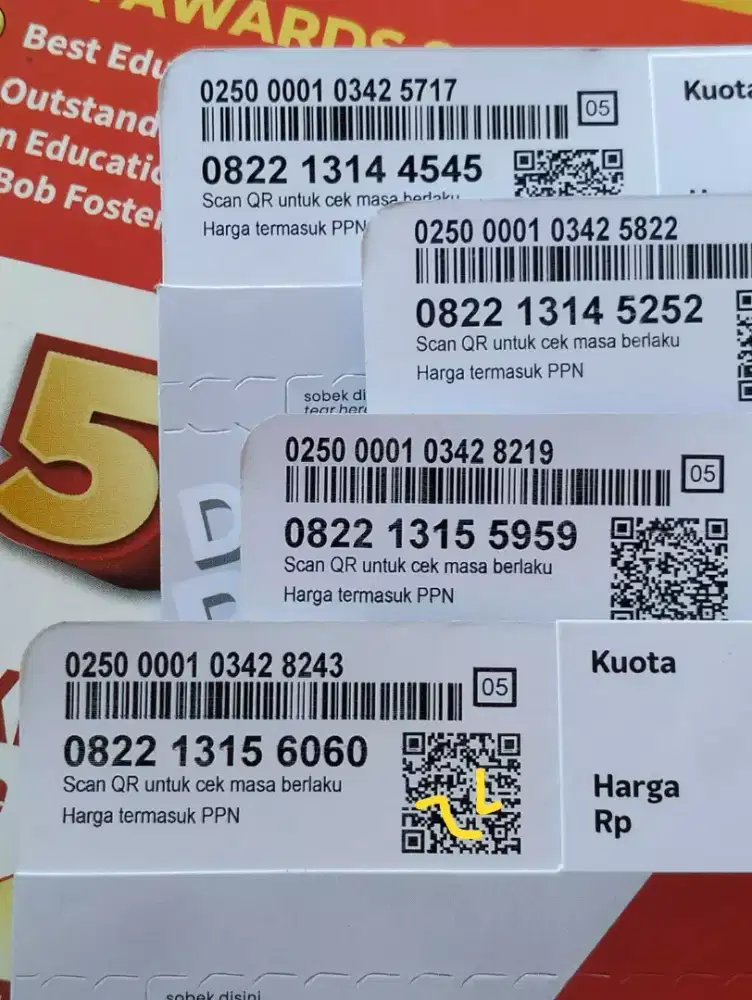 AWARDS
Best Edu
Outstand
n Educatio
Bob Foster
5
0250 0001 0342 5717
05
0822 1314 4545
Scan QR untuk cek masa berlaku
Harga termasuk PPN
Kuota
0250 0001 0342 5822
0822 1314 5252
Scan QR untuk cek masa berlaku
Harga termasuk PPN
sobek di
tear here
0250 0001 0342 8219
05
0822 1315 5959
Scan QR untuk cek masa berlaku
Harga termasuk PPN
0250 0001 0342 8243
05
0822 1315 6060
Scan QR untuk cek masa berlaku
Harga termasuk PPN
Kuota
Harga
Rp
sobek disini